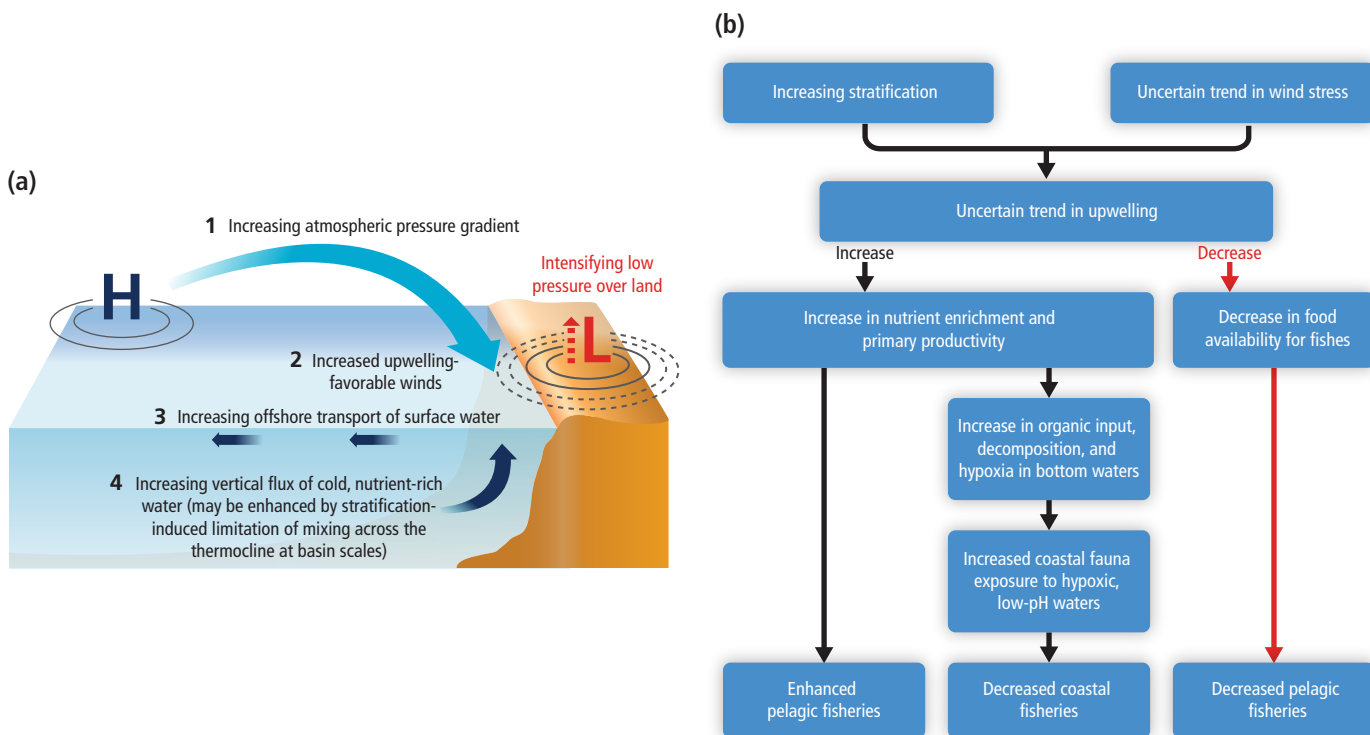 (a)
1 Increasing atmospheric pressure gradient
H
Intensifying low
pressure over land
L
2 Increased upwelling-
favorable winds
3 Increasing offshore transport of surface water
4 Increasing vertical flux of cold, nutrient-rich
water (may be enhanced by stratification-
induced limitation of mixing across the
thermocline at basin scales)
(b)
Increasing stratification
Uncertain trend in wind stress
Uncertain trend in upwelling
Increase
Decrease
Increase in nutrient enrichment and
primary productivity
Decrease in food
availability for fishes
Increase in organic input,
decomposition, and
hypoxia in bottom waters
Increased coastal fauna
exposure to hypoxic,
low-pH waters
Enhanced
pelagic fisheries
Decreased coastal
fisheries
Decreased pelagic
fisheries